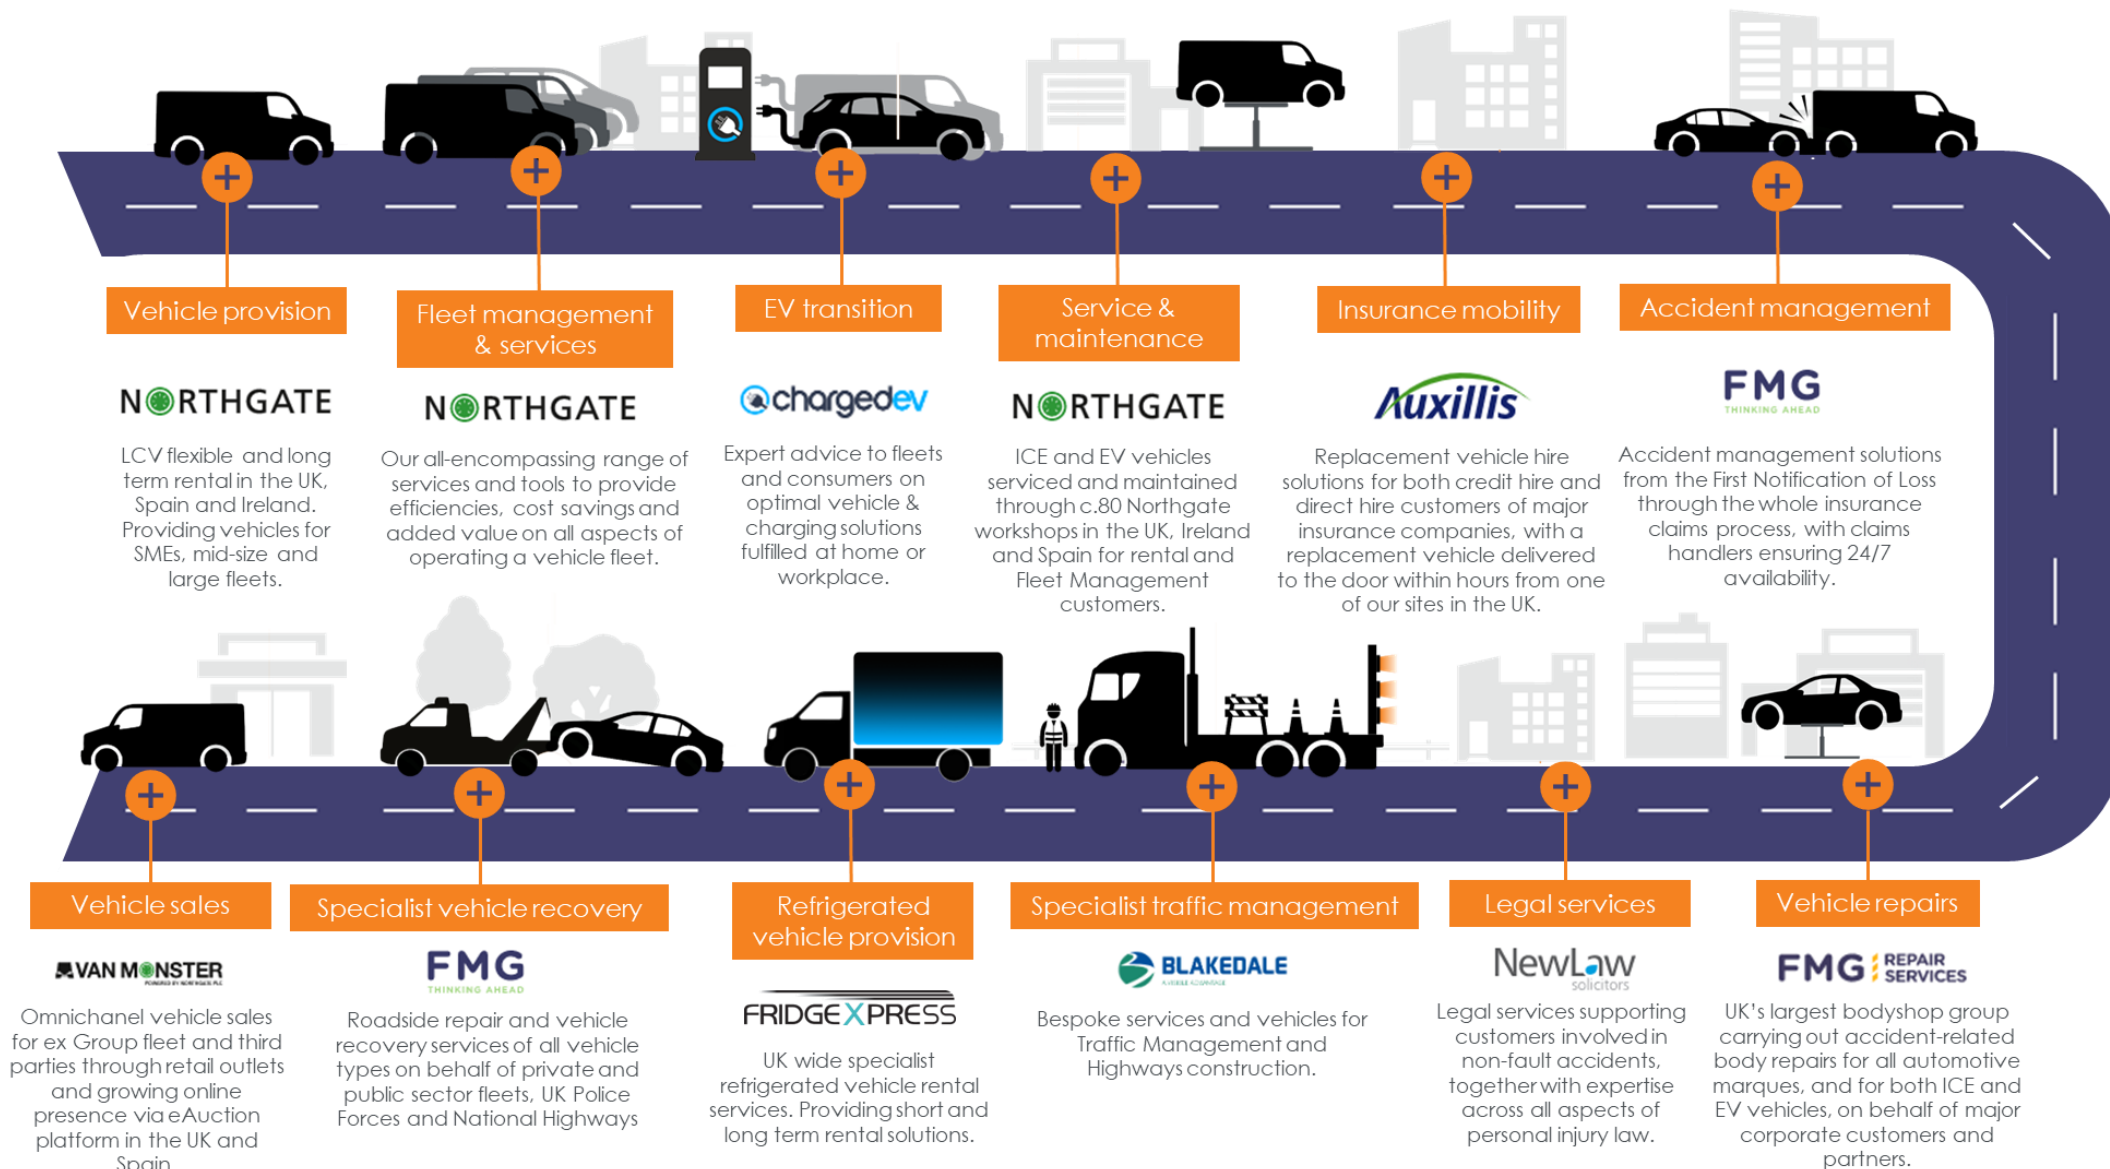 Vehicle provision
NORTHGATE
LCV flexible and long
term rental in the UK,
Spain and Ireland.
Providing vehicles for
SMEs, mid-size and
large fleets.
Fleet management
& services
NORTHGATE
Our all-encompassing range of
services and tools to provide
efficiencies, cost savings and
added value on all aspects of
operating a vehicle fleet.
EV transition
chargedev
Expert advice to fleets
and consumers on
optimal vehicle &
charging solutions
fulfilled at home or
workplace.
Service &
maintenance
NORTHGATE
ICE and EV vehicles
serviced and maintained
through c.80 Northgate
workshops in the UK, Ireland
and Spain for rental and
Fleet Management
customers.
Insurance mobility
Auxillis
Replacement vehicle hire
solutions for both credit hire and
direct hire customers of major
insurance companies, with a
replacement vehicle delivered
to the door within hours from one
of our sites in the UK.
Accident management
FMG
THINKING AHEAD
Accident management solutions
from the First Notification of Loss
through the whole insurance
claims process, with claims
handlers ensuring 24/7
availability.
Vehicle sales
VAN MONSTER
POWERED BY NORTHGATE PLC
Omnichanel vehicle sales
for ex Group fleet and third
parties through retail outlets
and growing online
presence via eAuction
platform in the UK and
Spain
Specialist vehicle recovery
FMG
THINKING AHEAD
Roadside repair and vehicle
recovery services of all vehicle
types on behalf of private and
public sector fleets, UK Police
Forces and National Highways
Refrigerated
vehicle provision
FRIDGEXPRESS
UK wide specialist
refrigerated vehicle rental
services. Providing short and
long term rental solutions.
Specialist traffic management
BLAKEDALE
Bespoke services and vehicles for
Traffic Management and
Highways construction.
Legal services
NewLaw
solicitors
Legal services supporting
customers involved in
non-fault accidents,
together with expertise
across all aspects of
personal injury law.
Vehicle repairs
FMG REPAIR
SERVICES
UK's largest bodyshop group
carrying out accident-related
body repairs for all automotive
marques, and for both ICE and
EV vehicles, on behalf of major
corporate customers and
partners.